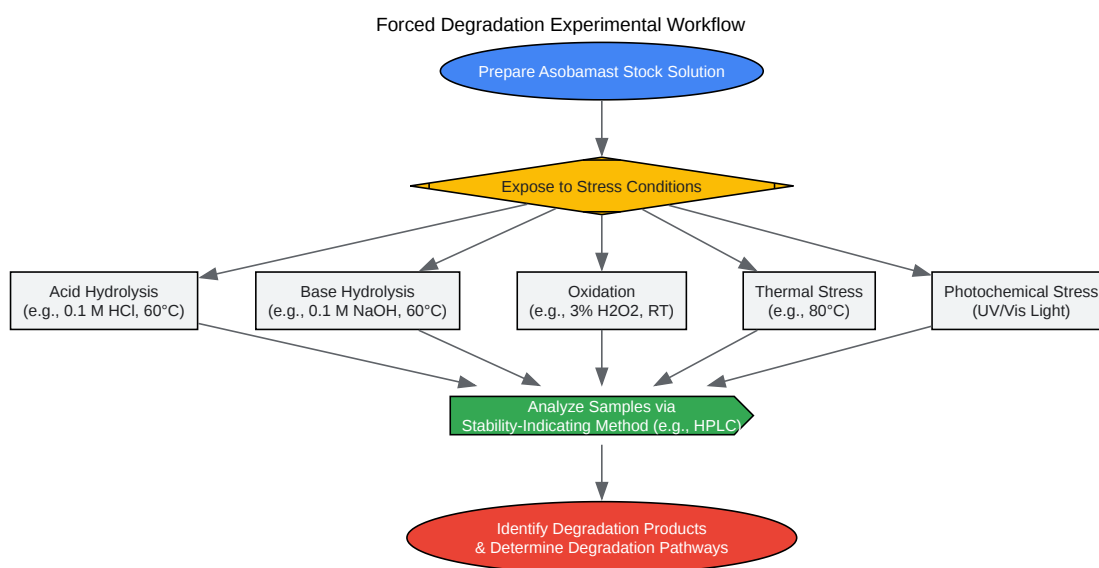 Forced Degradation Experimental Workflow
Prepare Asobamast Stock Solution
Expose to Stress Conditions
Acid Hydrolysis
(e.g., 0.1 M HCl, 60°C)
Base Hydrolysis
(e.g., 0.1 M NaOH, 60°C)
Oxidation
(e.g., 3% H2O2, RT)
Thermal Stress
(e.g., 80°C)
Photochemical Stress
(UV/Vis Light)
Analyze Samples via
Stability-Indicating Method (e.g., HPLC)
Identify Degradation Products
& Determine Degradation Pathways